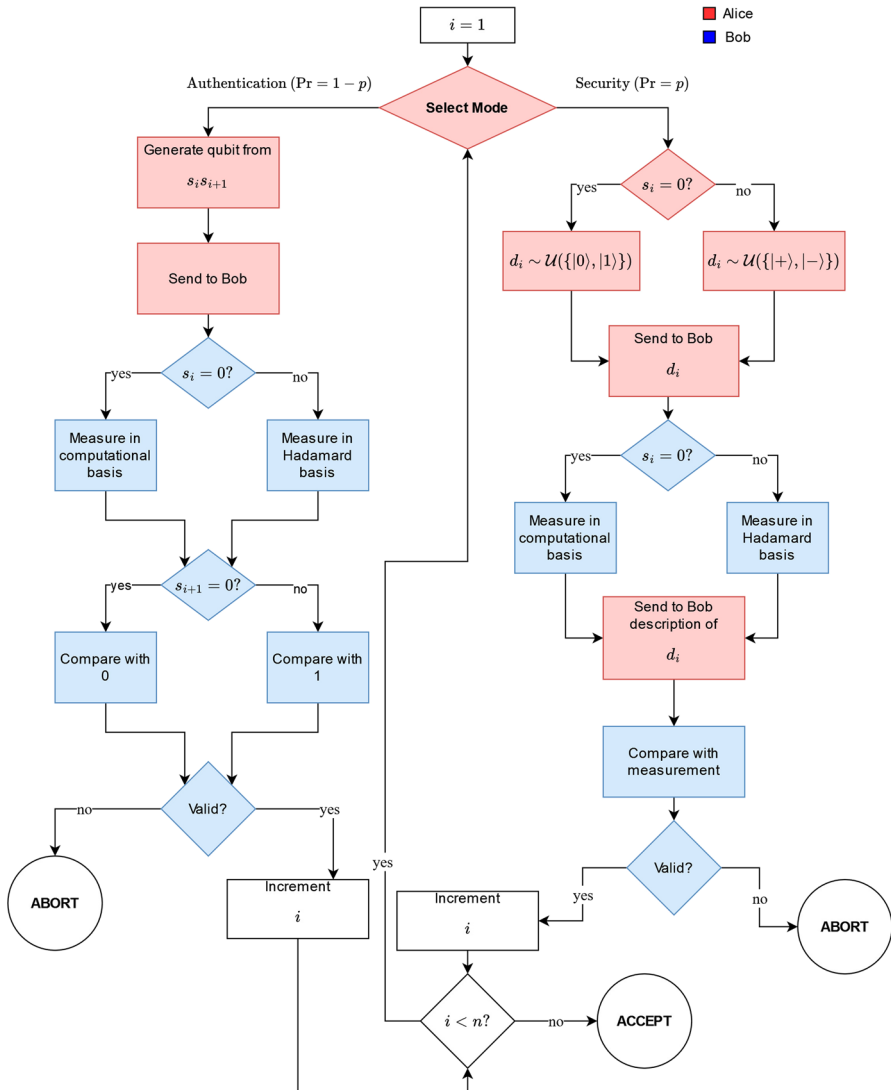 i = 1
Alice
Bob
Authentication (Pr = 1 − p)
Security (Pr = p)
Select Mode
Generate qubit from
s_i s_{i+1}
Send to Bob
s_i = 0?
yes
no
Measure in
computational
basis
Measure in
Hadamard
basis
s_{i+1} = 0?
yes
no
Compare with
0
Compare with
1
Valid?
no
yes
ABORT
Increment
i
s_i = 0?
yes
no
d_i ∼ 𝒰({|0⟩, |1⟩})
d_i ∼ 𝒰({|+⟩, |−⟩})
Send to Bob
d_i
s_i = 0?
yes
no
Measure in
computational
basis
Measure in
Hadamard
basis
Send to Bob
description of
d_i
Compare with
measurement
Valid?
yes
no
ABORT
Increment
i
yes
i < n?
no
ACCEPT